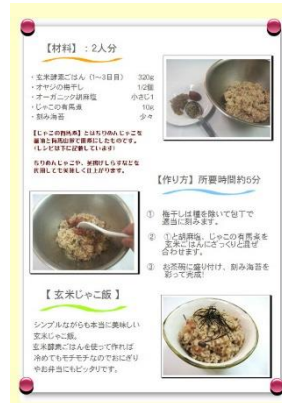 【材料】：2人分
・玄米酵素ごはん（1～3日目） 320g
・オヤジの梅干し 1/2個
・オーガニック胡麻塩 小さじ1
・じゃこの有馬煮 10g
・刻み海苔 少々
【じゃこの有馬煮】とはちりめんじゃこを
醤油と有馬山椒で佃煮にしたものです。
（レシピは下に記載しています）
ちりめんじゃこや、釜揚げしらすなどを
代用しても美味しく仕上がります。
【作り方】所要時間約5分
① 梅干しは種を除いて包丁で
適当に刻みます。
② ①と胡麻塩、じゃこの有馬煮を
玄米ごはんにざっくりと混ぜ
合わせます。
③ お茶碗に盛り付け、刻み海苔を
彩って完成！
【 玄米じゃこ飯 】
シンプルながらも本当に美味しい
玄米じゃこ飯。
玄米酵素ごはんを使って作れば
冷めてもモチモチなのでおにぎり
やお弁当にもピッタリです。